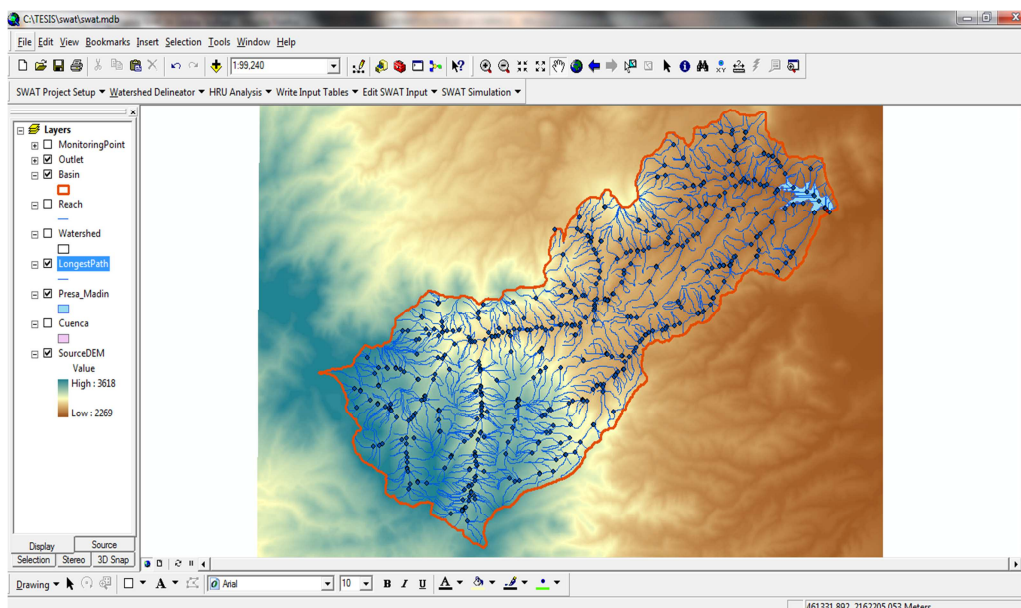 C:\TESIS\swat\swat.mdb
File Edit View Bookmarks Insert Selection Tools Window Help
1:99,240
SWAT Project Setup Watershed Delineator HRU Analysis Write Input Tables Edit SWAT Input SWAT Simulation
Layers
MonitoringPoint
Outlet
Basin
Reach
Watershed
LongestPath
Presa_Madin
Cuenca
SourceDEM
Value
High : 3618
Low : 2269
Display Source
Selection Stereo 3D Snap
Drawing A Arial 10 B I U A
461331.892 2162205.053 Meters